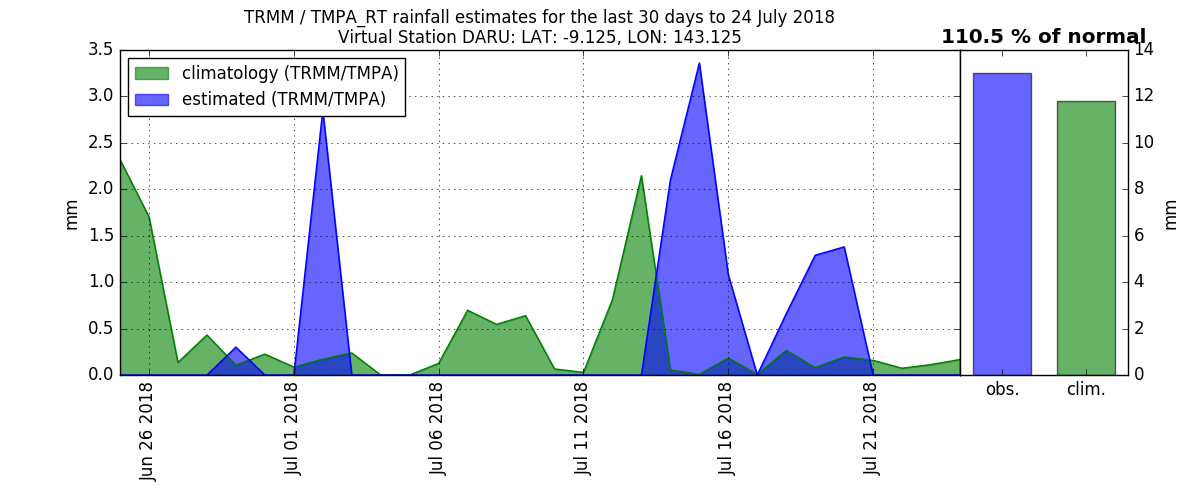 TRMM / TMPA_RT rainfall estimates for the last 30 days to 24 July 2018
Virtual Station DARU: LAT: -9.125, LON: 143.125
110.5 % of normal
climatology (TRMM/TMPA)
estimated (TRMM/TMPA)
3.5
3.0
2.5
2.0
1.5
1.0
0.5
0.0
mm
Jun 26 2018
Jul 01 2018
Jul 06 2018
Jul 11 2018
Jul 16 2018
Jul 21 2018
14
12
10
8
6
4
2
0
mm
obs.
clim.